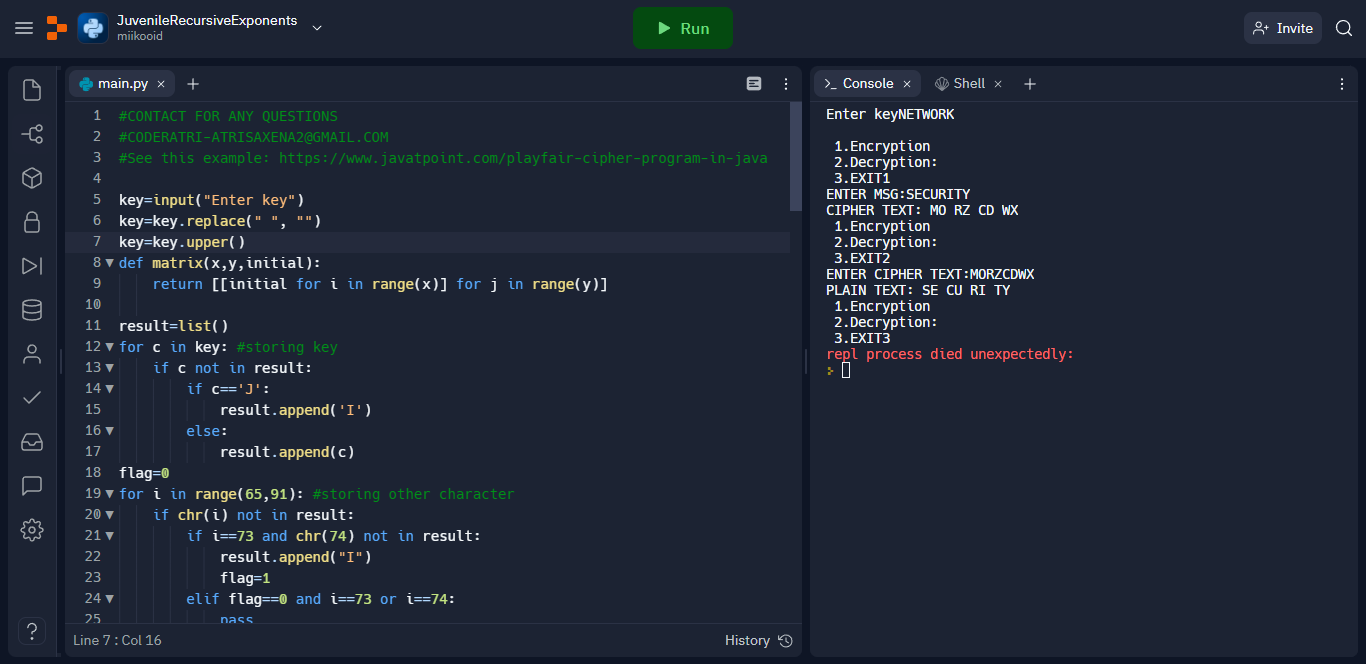 JuvenileRecursiveExponents
miikooid
Run
Invite
main.py
1 #CONTACT FOR ANY QUESTIONS
2 #CODERATRI-ATRISAXENA2@GMAIL.COM
3 #See this example: https://www.javatpoint.com/playfair-cipher-program-in-java
4
5 key=input("Enter key")
6 key=key.replace(" ", "")
7 key=key.upper()
8 def matrix(x,y,initial):
9     return [[initial for i in range(x)] for j in range(y)]
10
11 result=list()
12 for c in key: #storing key
13     if c not in result:
14         if c=='J':
15             result.append('I')
16         else:
17             result.append(c)
18 flag=0
19 for i in range(65,91): #storing other character
20     if chr(i) not in result:
21         if i==73 and chr(74) not in result:
22             result.append("I")
23             flag=1
24         elif flag==0 and i==73 or i==74:
25             pass
Line 7 : Col 16
History
Console
Shell
Enter keyNETWORK
1.Encryption
2.Decryption:
3.EXIT1
ENTER MSG:SECURITY
CIPHER TEXT: MO RZ CD WX
1.Encryption
2.Decryption:
3.EXIT2
ENTER CIPHER TEXT:MORZCDWX
PLAIN TEXT: SE CU RI TY
1.Encryption
2.Decryption:
3.EXIT3
repl process died unexpectedly:
?